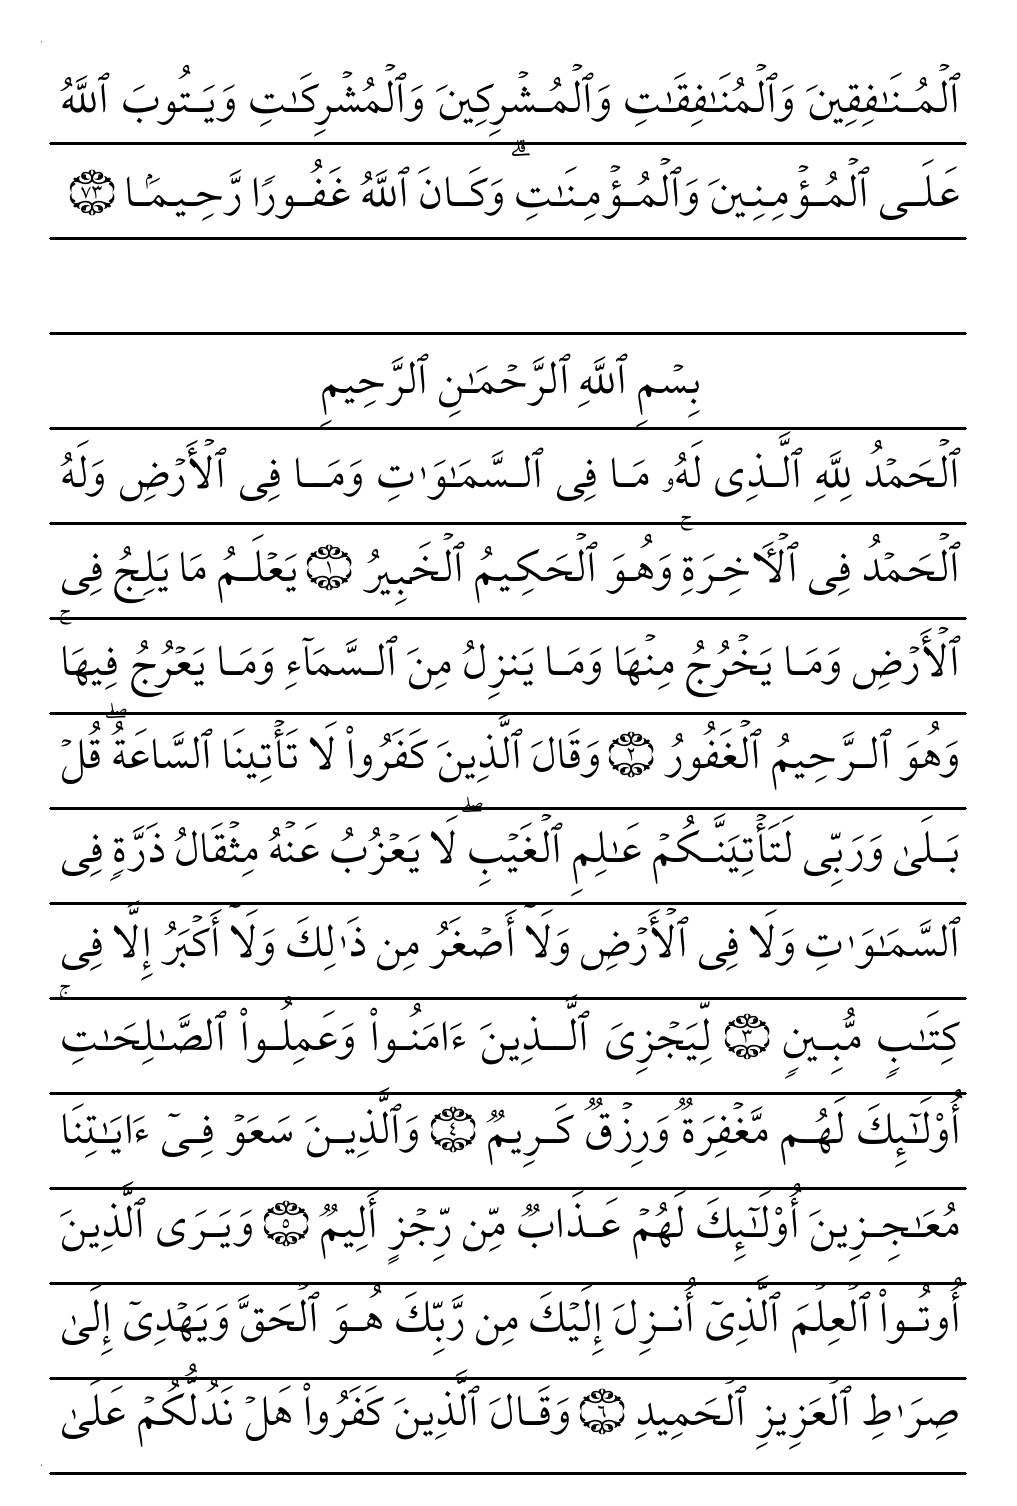 ٱلۡمُنَٰفِقِينَ وَٱلۡمُنَٰفِقَٰتِ وَٱلۡمُشۡرِكِينَ وَٱلۡمُشۡرِكَٰتِ وَيَتُوبَ ٱللَّهُ
عَلَى ٱلۡمُؤۡمِنِينَ وَٱلۡمُؤۡمِنَٰتِۗ وَكَانَ ٱللَّهُ غَفُورٗا رَّحِيمَۢا ٧٣
بِسۡمِ ٱللَّهِ ٱلرَّحۡمَٰنِ ٱلرَّحِيمِ
ٱلۡحَمۡدُ لِلَّهِ ٱلَّذِي لَهُۥ مَا فِي ٱلسَّمَٰوَٰتِ وَمَا فِي ٱلۡأَرۡضِ وَلَهُ
ٱلۡحَمۡدُ فِي ٱلۡأٓخِرَةِۚ وَهُوَ ٱلۡحَكِيمُ ٱلۡخَبِيرُ ١ يَعۡلَمُ مَا يَلِجُ فِي
ٱلۡأَرۡضِ وَمَا يَخۡرُجُ مِنۡهَا وَمَا يَنزِلُ مِنَ ٱلسَّمَآءِ وَمَا يَعۡرُجُ فِيهَاۚ
وَهُوَ ٱلرَّحِيمُ ٱلۡغَفُورُ ٢ وَقَالَ ٱلَّذِينَ كَفَرُواْ لَا تَأۡتِينَا ٱلسَّاعَةُۖ قُلۡ
بَلَىٰ وَرَبِّي لَتَأۡتِيَنَّكُمۡ عَٰلِمِ ٱلۡغَيۡبِۖ لَا يَعۡزُبُ عَنۡهُ مِثۡقَالُ ذَرَّةٖ فِي
ٱلسَّمَٰوَٰتِ وَلَا فِي ٱلۡأَرۡضِ وَلَآ أَصۡغَرُ مِن ذَٰلِكَ وَلَآ أَكۡبَرُ إِلَّا فِي
كِتَٰبٖ مُّبِينٖ ٣ لِّيَجۡزِيَ ٱلَّذِينَ ءَامَنُواْ وَعَمِلُواْ ٱلصَّٰلِحَٰتِۚ
أُوْلَٰٓئِكَ لَهُم مَّغۡفِرَةٞ وَرِزۡقٞ كَرِيمٞ ٤ وَٱلَّذِينَ سَعَوۡ فِيٓ ءَايَٰتِنَا
مُعَٰجِزِينَ أُوْلَٰٓئِكَ لَهُمۡ عَذَابٞ مِّن رِّجۡزٍ أَلِيمٞ ٥ وَيَرَى ٱلَّذِينَ
أُوتُواْ ٱلۡعِلۡمَ ٱلَّذِيٓ أُنزِلَ إِلَيۡكَ مِن رَّبِّكَ هُوَ ٱلۡحَقَّ وَيَهۡدِيٓ إِلَىٰ
صِرَٰطِ ٱلۡعَزِيزِ ٱلۡحَمِيدِ ٦ وَقَالَ ٱلَّذِينَ كَفَرُواْ هَلۡ نَدُلُّكُمۡ عَلَىٰ